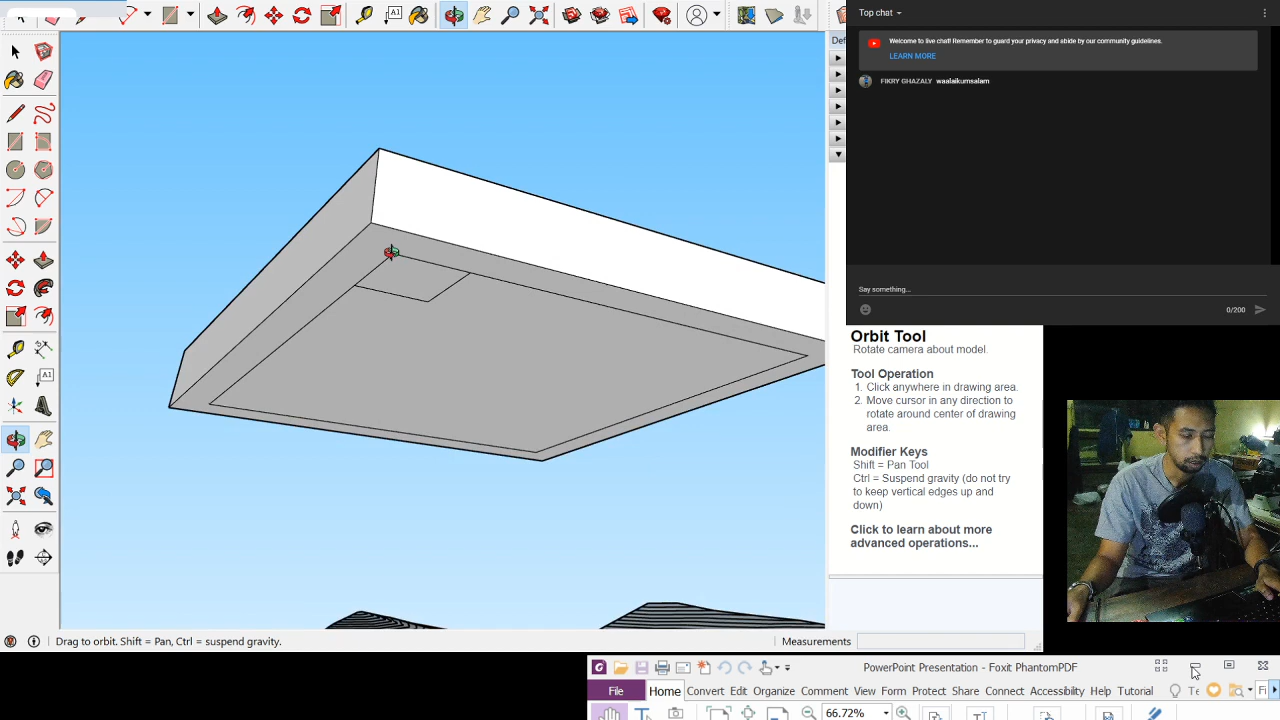 A1
Def
Top chat
Welcome to live chat! Remember to guard your privacy and abide by our community guidelines.
LEARN MORE
FIKRY GHAZALY waalaikumsalam
Say something...
0/200
A1
Orbit Tool
Rotate camera about model.
Tool Operation
1. Click anywhere in drawing area.
2. Move cursor in any direction to
rotate around center of drawing
area.
Modifier Keys
Shift = Pan Tool
Ctrl = Suspend gravity (do not try
to keep vertical edges up and
down)
Click to learn about more
advanced operations...
Drag to orbit. Shift = Pan, Ctrl = suspend gravity.
Measurements
PowerPoint Presentation - Foxit PhantomPDF
File Home Convert Edit Organize Comment View Form Protect Share Connect Accessibility Help Tutorial Te Fi
66.72%